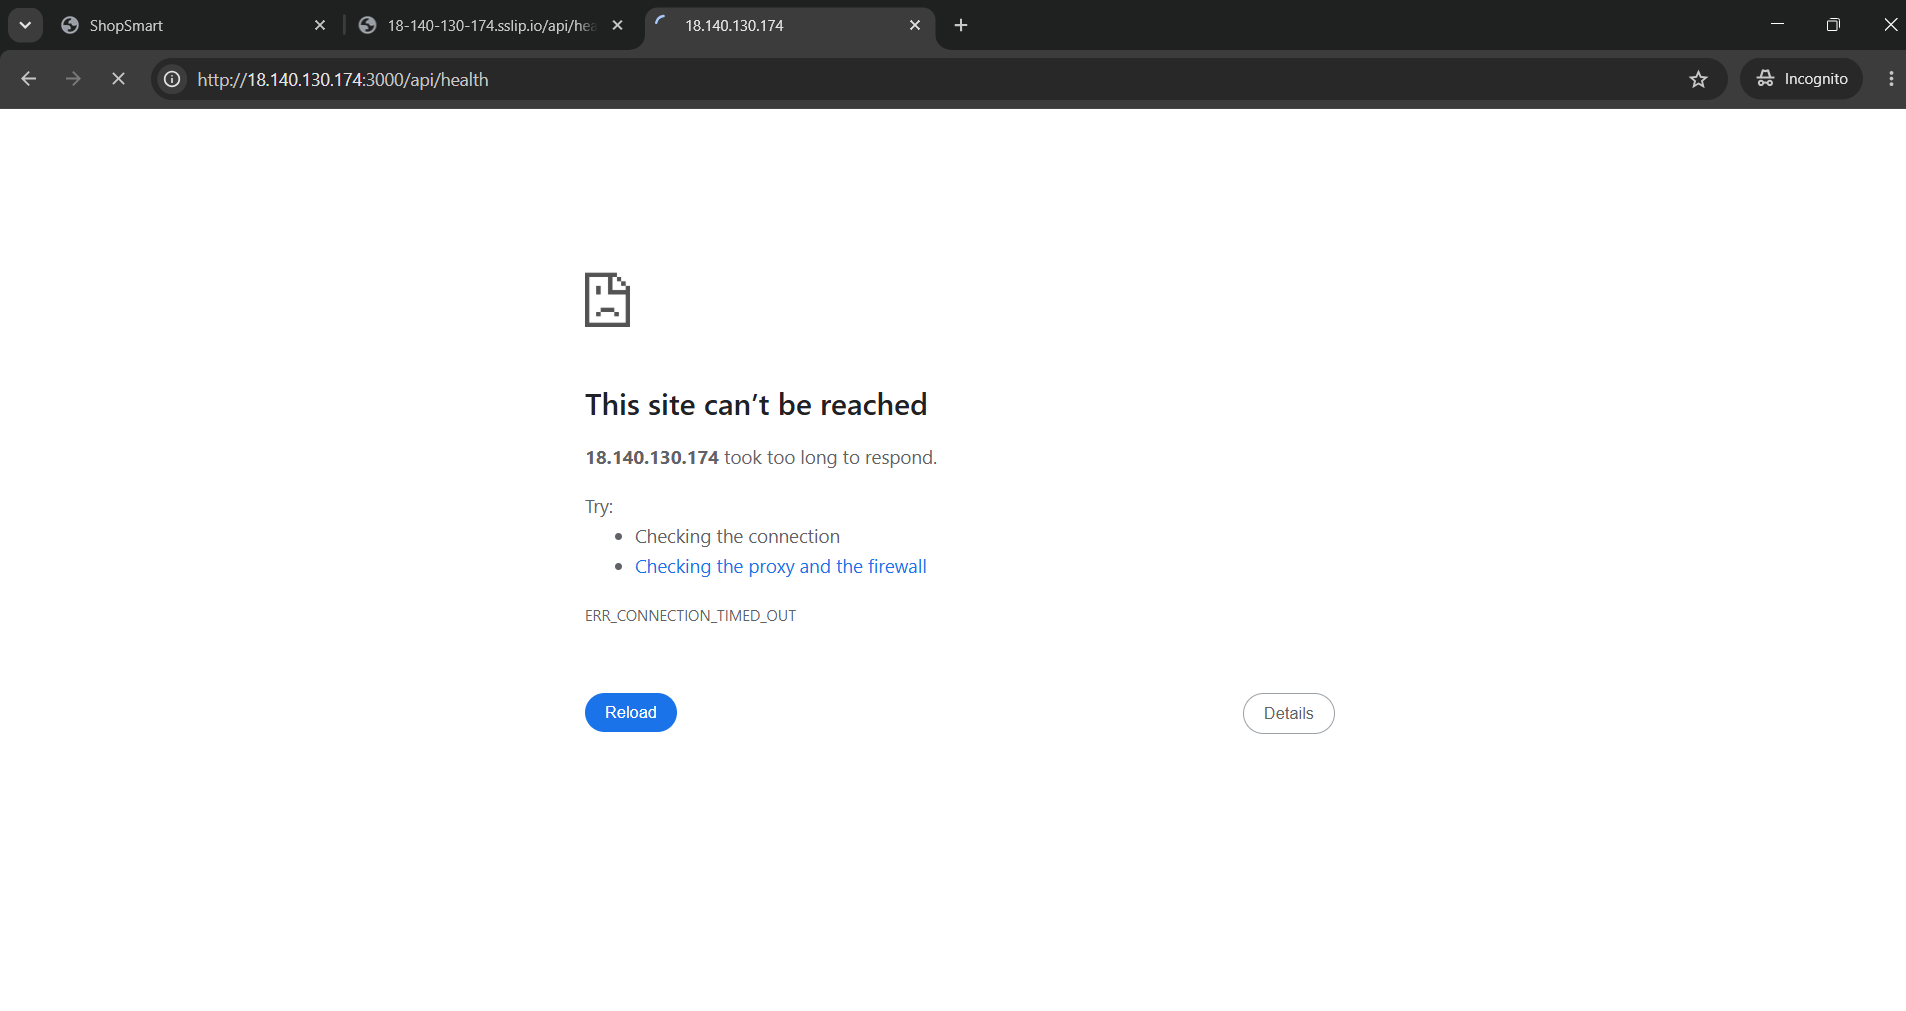 ShopSmart
18-140-130-174.sslip.io/api/hea
18.140.130.174
http://18.140.130.174:3000/api/health
Incognito
This site can't be reached
18.140.130.174 took too long to respond.
Try:
Checking the connection
Checking the proxy and the firewall
ERR_CONNECTION_TIMED_OUT
Reload
Details